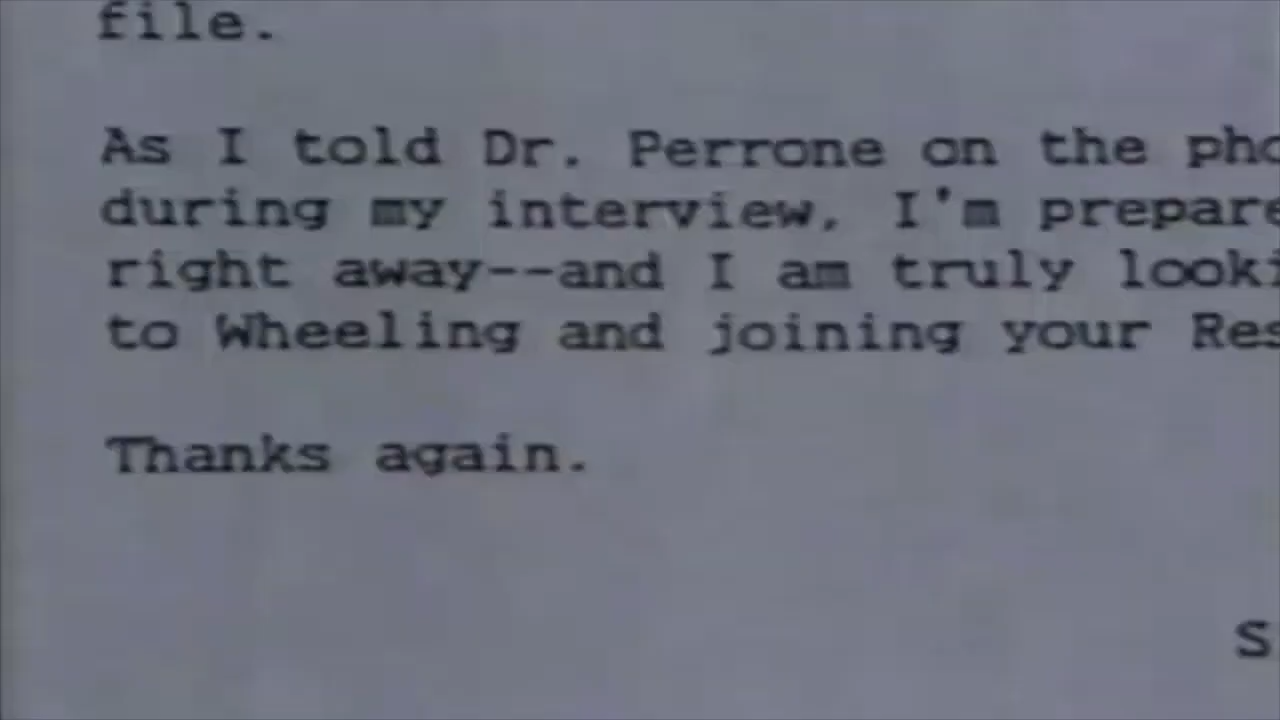 file.
As I told Dr. Perrone on the pho
during my interview, I'm prepare
right away--and I am truly looki
to Wheeling and joining your Res
Thanks again.
S